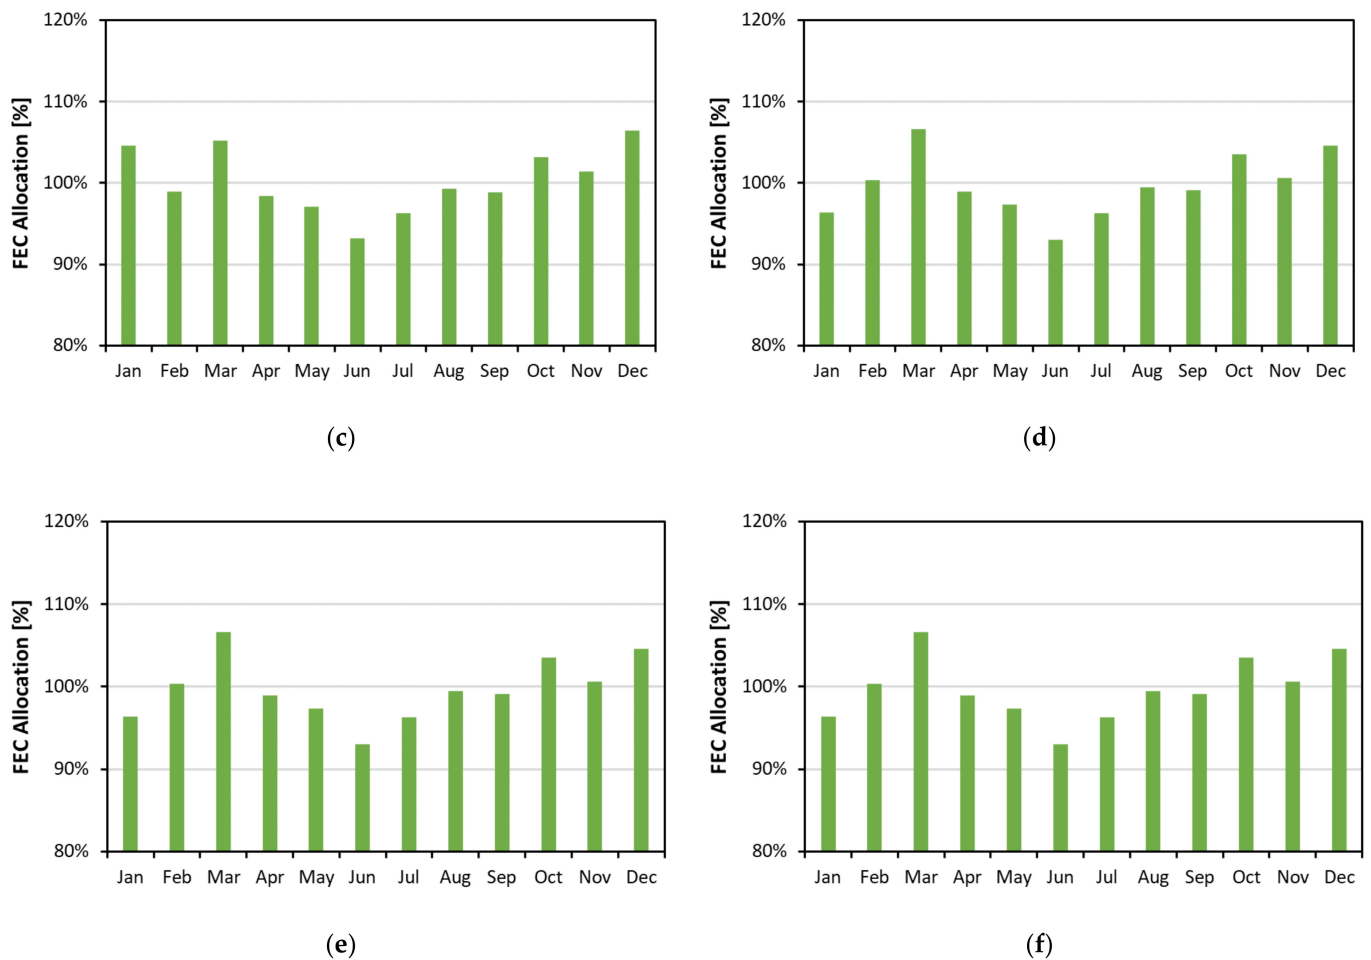 120%
110%
100%
90%
80%
FEC Allocation [%]
Jan Feb Mar Apr May Jun Jul Aug Sep Oct Nov Dec
(c)
120%
110%
100%
90%
80%
FEC Allocation [%]
Jan Feb Mar Apr May Jun Jul Aug Sep Oct Nov Dec
(d)
120%
110%
100%
90%
80%
FEC Allocation [%]
Jan Feb Mar Apr May Jun Jul Aug Sep Oct Nov Dec
(e)
120%
110%
100%
90%
80%
FEC Allocation [%]
Jan Feb Mar Apr May Jun Jul Aug Sep Oct Nov Dec
(f)